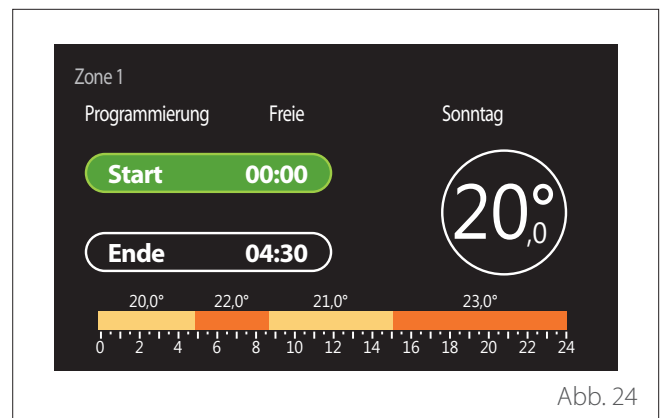 Zone 1
Programmierung Freie Sonntag
Start 00:00
20°,0
Ende 04:30
20,0° 22,0° 21,0° 23,0°
0 2 4 6 8 10 12 14 16 18 20 22 24
Abb. 24